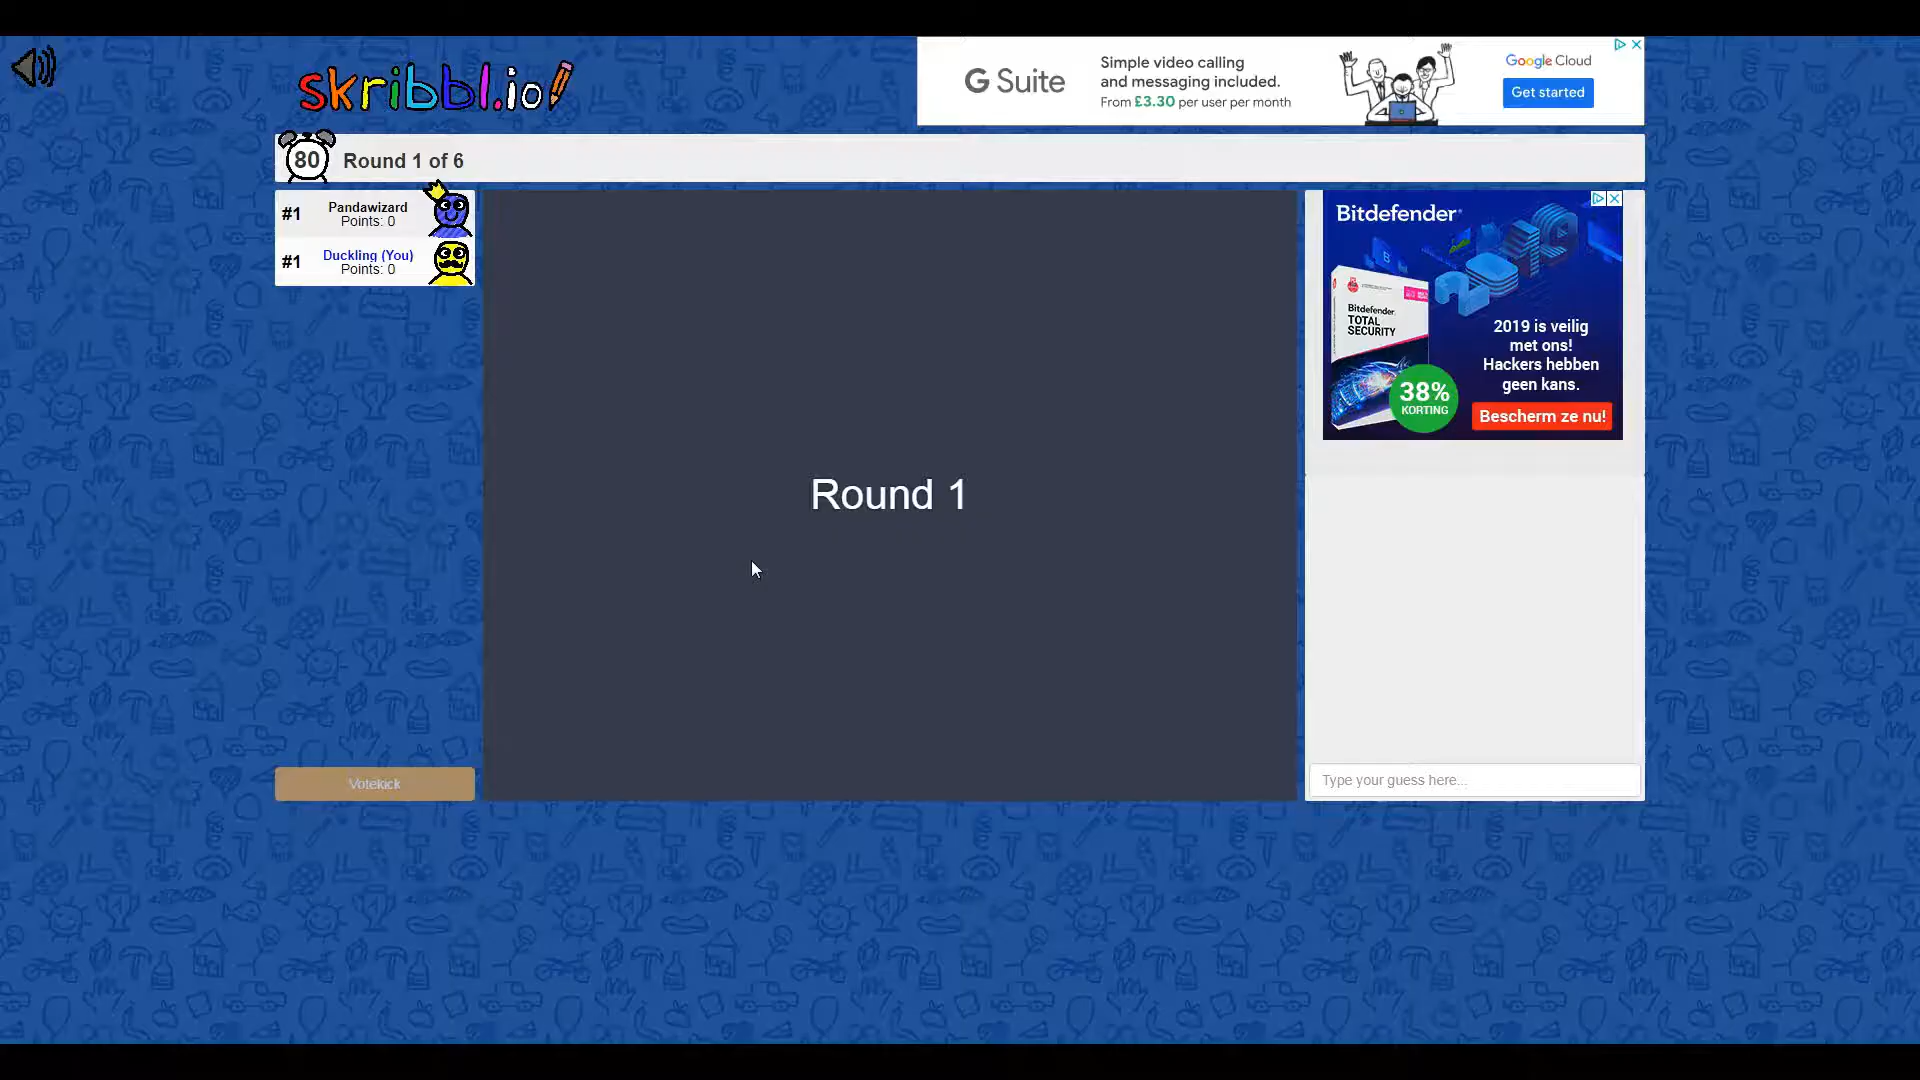 skribbl.io
G Suite
Simple video calling
and messaging included.
From £3.30 per user per month
Google Cloud
Get started
80
Round 1 of 6
#1
Pandawizard
Points: 0
#1
Duckling (You)
Points: 0
Votekick
Round 1
Bitdefender
2019
B
Bitdefender
TOTAL
SECURITY
2019 is veilig
met ons!
Hackers hebben
geen kans.
38%
KORTING
Bescherm ze nu!
Type your guess here...